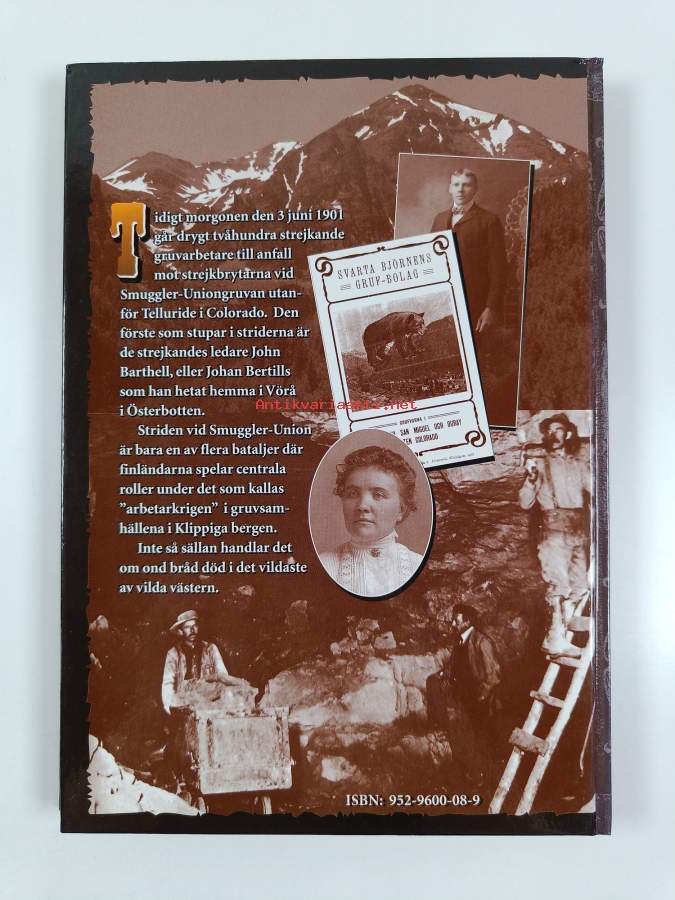 Tidigt morgonen den 3 juni 1901
går drygt tvåhundra strejkande
gruvarbetare till anfall
mot strejkbrytarna vid
Smuggler-Uniongruvan utan-
för Telluride i Colorado. Den
förste som stupar i striderna är
de strejkandes ledare John
Barthell, eller Johan Bertills
som han hetat hemma i Vörå
i Österbotten.
Striden vid Smuggler-Union
är bara en av flera bataljer där
finländarna spelar centrala
roller under det som kallas
"arbetarkrigen" i gruvsam-
hällena i Klippiga bergen.
Inte så sällan handlar det
om ond bråd död i det vildaste
av vilda västern.
SVARTA BJÖRNENS
GRUF-BOLAG
SAN MIGUEL OCH OURAY
COLORADO
Antikvariaatit.net
ISBN: 952-9600-08-9